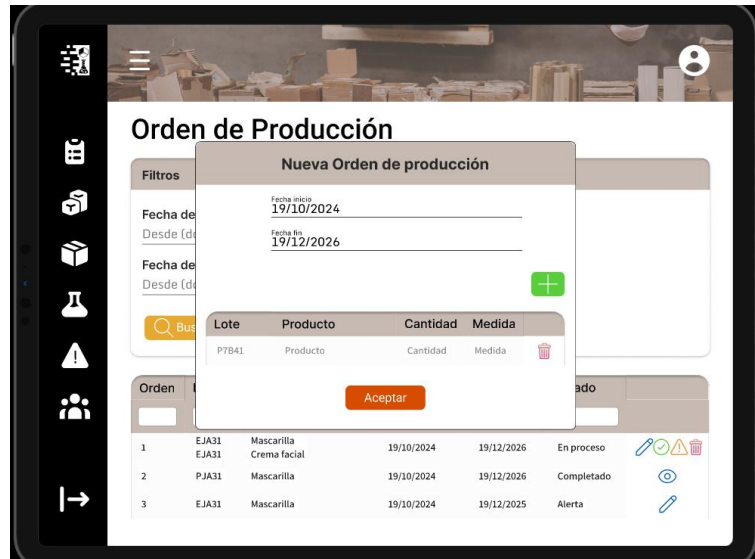 Orden de Producción
Nueva Orden de producción
Filtros
Fecha inicio
19/10/2024
Fecha de
Desde (d
Fecha fin
19/12/2026
Fecha de
Desde (d
Bus
Lote Producto Cantidad Medida
P7B41 Producto Cantidad Medida
Aceptar
Orden ado
1 EJA31 Mascarilla 19/10/2024 19/12/2026 En proceso
EJA31 Crema facial
2 PJA31 Mascarilla 19/10/2024 19/12/2026 Completado
3 EJA31 Mascarilla 19/10/2024 19/12/2025 Alerta